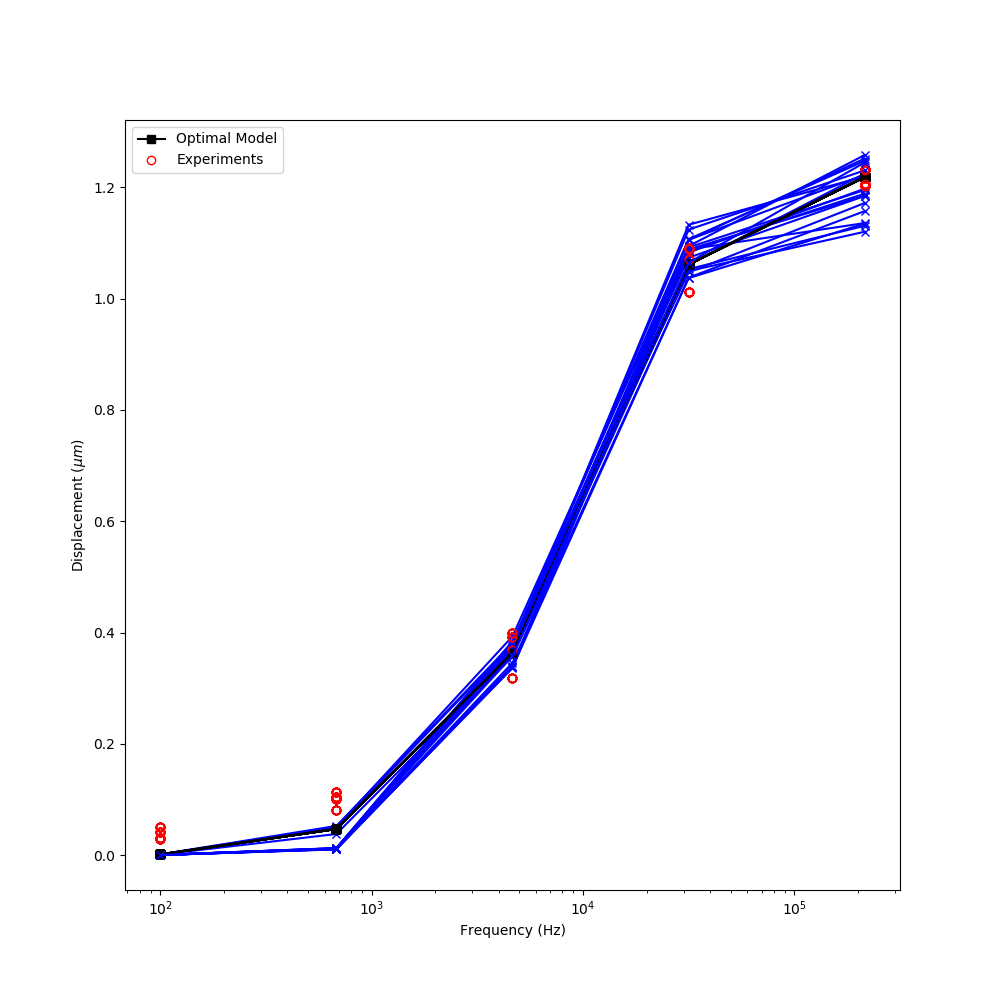 Optimal Model
Experiments
1.2
1.0
0.8
0.6
0.4
0.2
0.0
Displacement (μm)
10² 10³ 10⁴ 10⁵
Frequency (Hz)